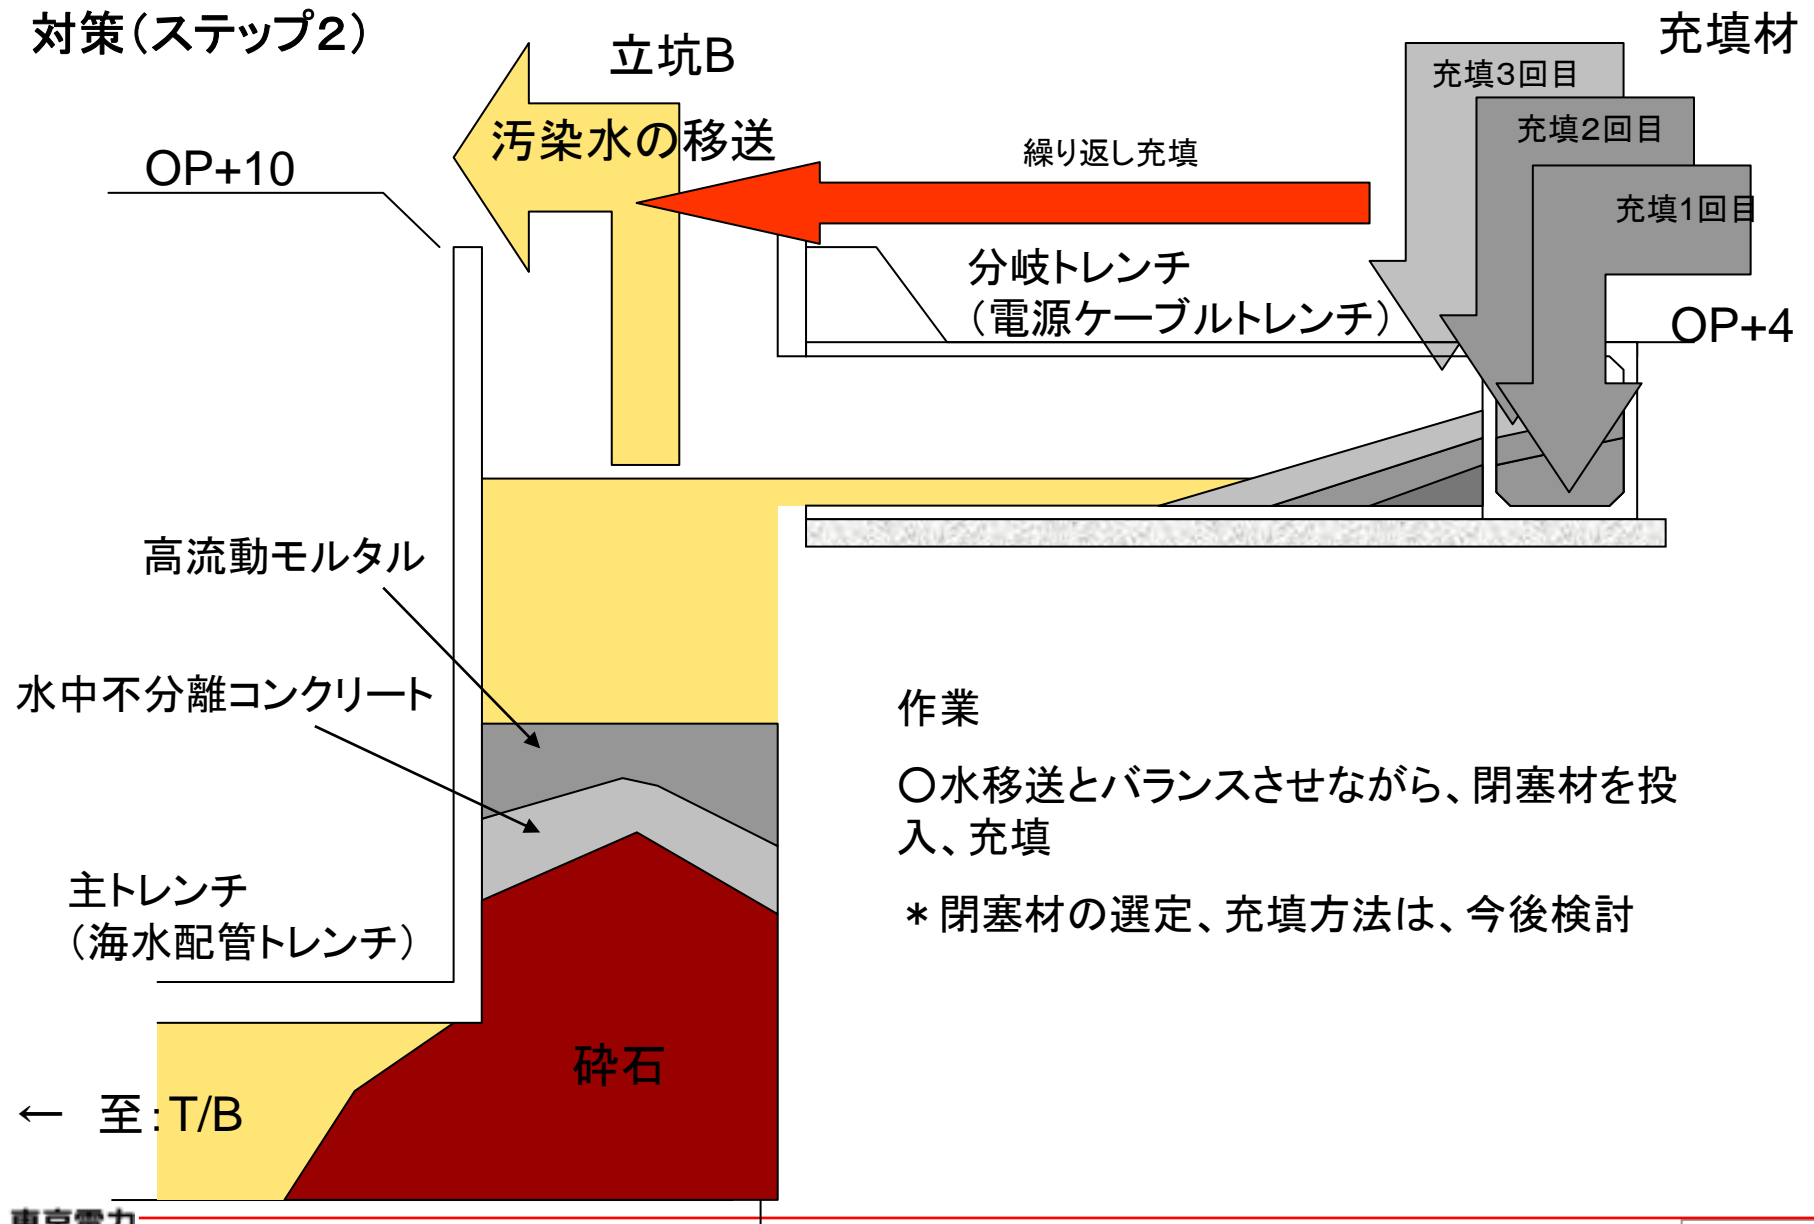 対策(ステップ2)
立坑B
充填材
充填3回目
充填2回目
充填1回目
汚染水の移送
繰り返し充填
OP+10
分岐トレンチ
(電源ケーブルトレンチ)
OP+4
高流動モルタル
水中不分離コンクリート
作業
○水移送とバランスさせながら、閉塞材を投
入、充填
*閉塞材の選定、充填方法は、今後検討
主トレンチ
(海水配管トレンチ)
砕石
← 至:T/B
東京電力